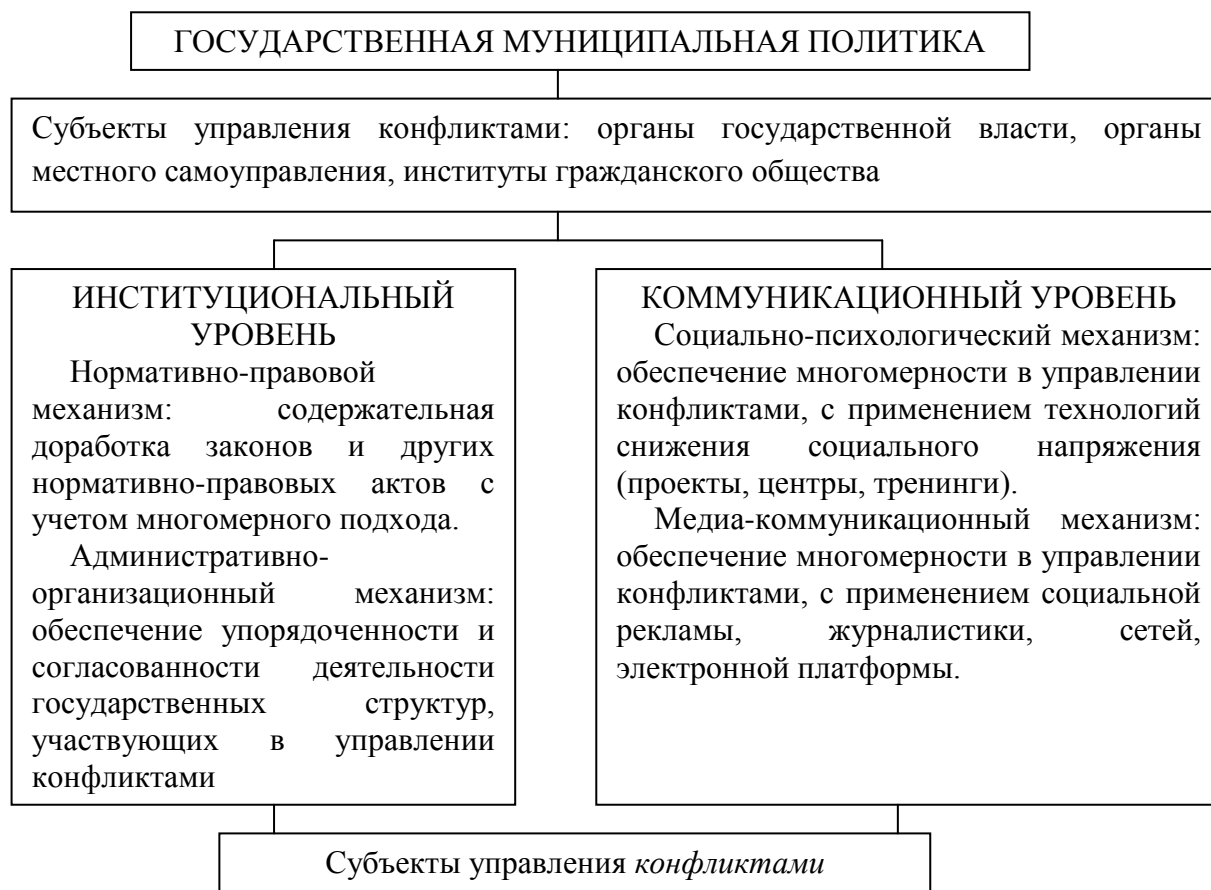 ГОСУДАРСТВЕННАЯ МУНИЦИПАЛЬНАЯ ПОЛИТИКА
Субъекты управления конфликтами: органы государственной власти, органы
местного самоуправления, институты гражданского общества
ИНСТИТУЦИОНАЛЬНЫЙ
УРОВЕНЬ
Нормативно-правовой
механизм: содержательная
доработка законов и других
нормативно-правовых актов с
учетом многомерного подхода.
Административно-
организационный механизм:
обеспечение упорядоченности и
согласованности деятельности
государственных структур,
участвующих в управлении
конфликтами
КОММУНИКАЦИОННЫЙ УРОВЕНЬ
Социально-психологический механизм:
обеспечение многомерности в управлении
конфликтами, с применением технологий
снижения социального напряжения
(проекты, центры, тренинги).
Медиа-коммуникационный механизм:
обеспечение многомерности в управлении
конфликтами, с применением социальной
рекламы, журналистики, сетей,
электронной платформы.
Субъекты управления конфликтами